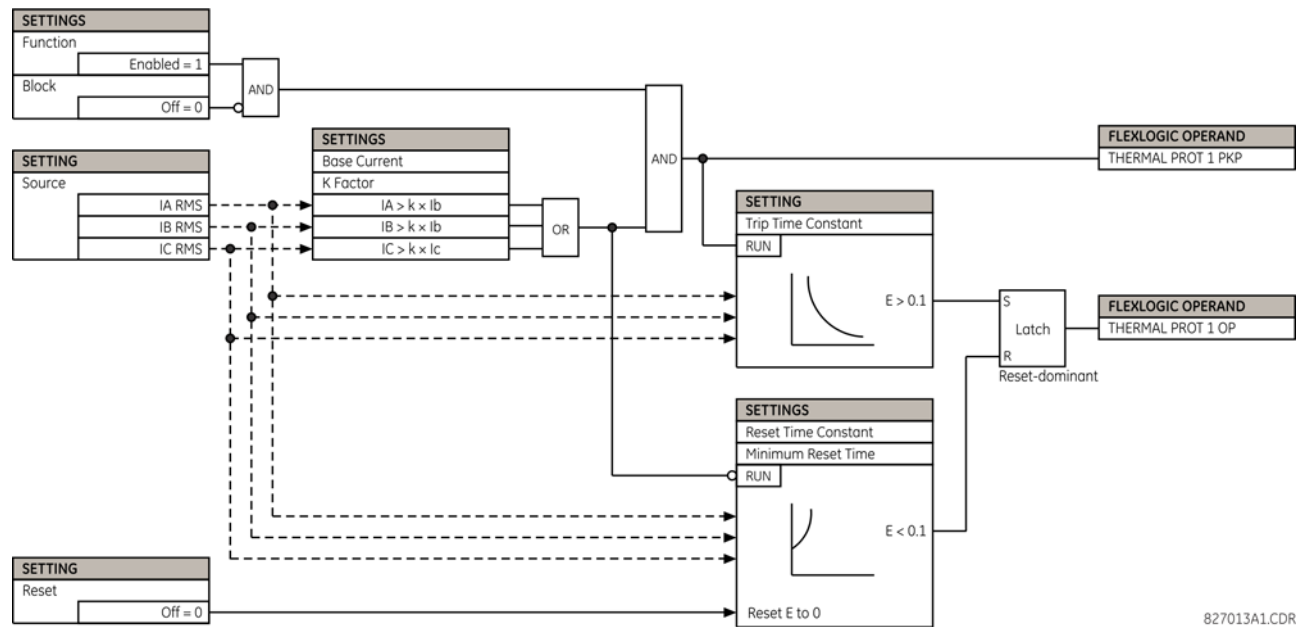 SETTINGS
Function
Enabled = 1
Block
Off = 0
AND
SETTING
Source
IA RMS
IB RMS
IC RMS
SETTINGS
Base Current
K Factor
IA > k × Ib
IB > k × Ib
IC > k × Ic
OR
AND
FLEXLOGIC OPERAND
THERMAL PROT 1 PKP
SETTING
Trip Time Constant
RUN
E > 0.1
S
Latch
R
Reset-dominant
FLEXLOGIC OPERAND
THERMAL PROT 1 OP
SETTINGS
Reset Time Constant
Minimum Reset Time
RUN
E < 0.1
Reset E to 0
SETTING
Reset
Off = 0
827013A1.CDR